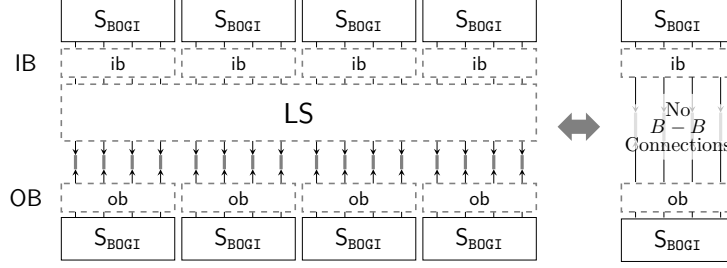 S_BOGI S_BOGI S_BOGI S_BOGI S_BOGI
IB ib ib ib ib ib
LS
No
B − B
Connections
OB ob ob ob ob ob
S_BOGI S_BOGI S_BOGI S_BOGI S_BOGI